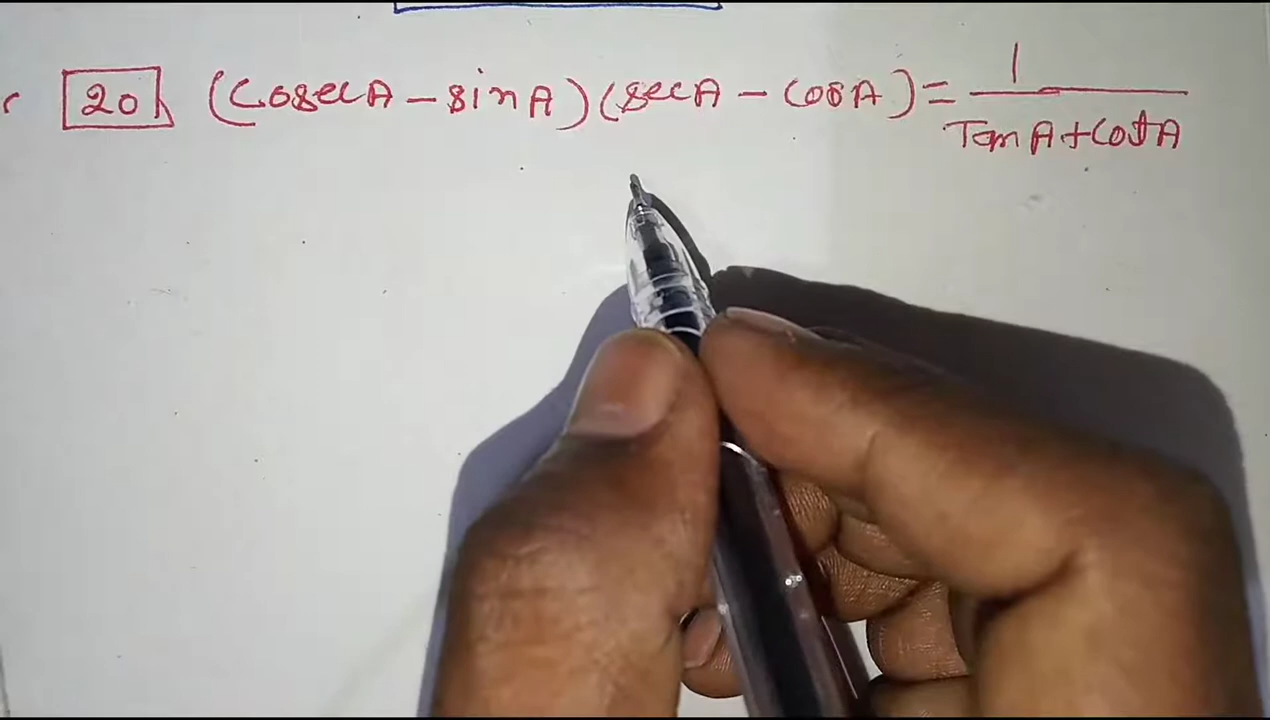 20) (CosecA - sinA) (secA - CosA) = 1/(TanA + CotA)